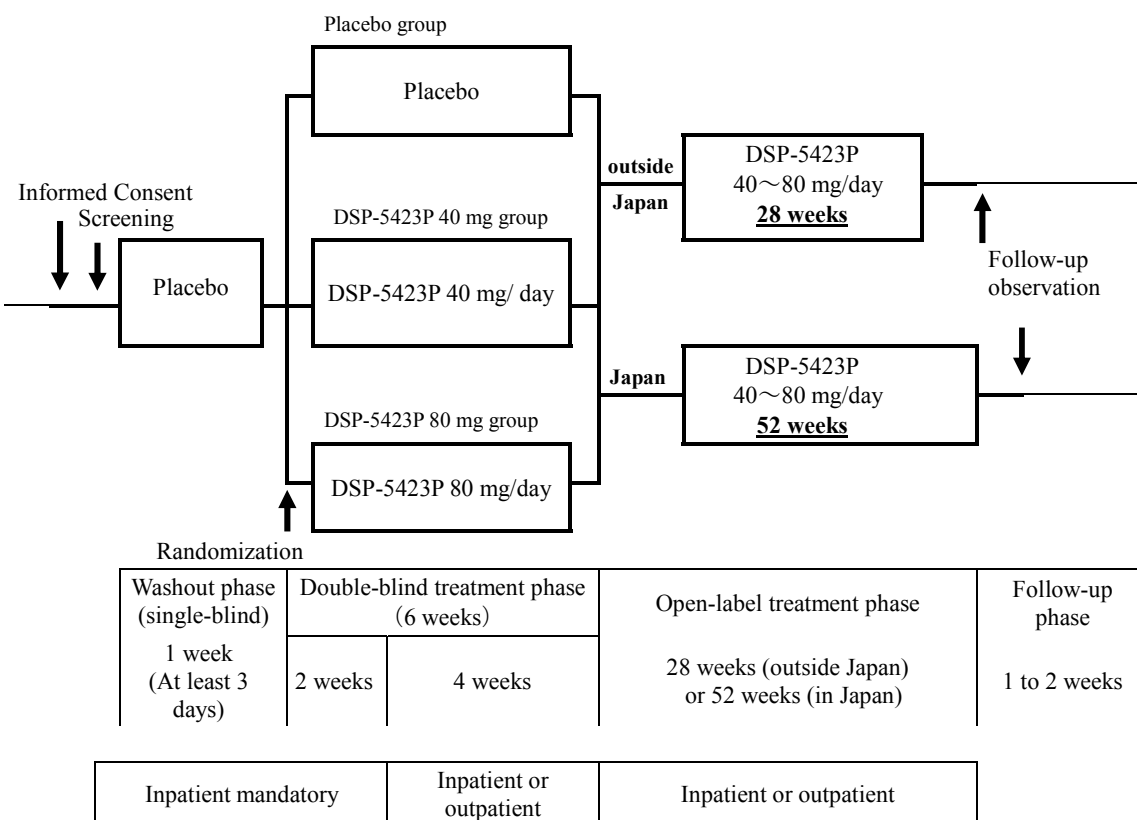 Placebo group
Placebo
Informed Consent
Screening
Placebo
DSP-5423P 40 mg group
DSP-5423P 40 mg/ day
DSP-5423P 80 mg group
DSP-5423P 80 mg/day
Randomization
outside
Japan
DSP-5423P
40～80 mg/day
28 weeks
Japan
DSP-5423P
40～80 mg/day
52 weeks
Follow-up
observation
Washout phase
(single-blind)
1 week
(At least 3
days)
Double-blind treatment phase
（6 weeks）
2 weeks
4 weeks
Open-label treatment phase
28 weeks (outside Japan)
or 52 weeks (in Japan)
Follow-up
phase
1 to 2 weeks
Inpatient mandatory
Inpatient or
outpatient
Inpatient or outpatient